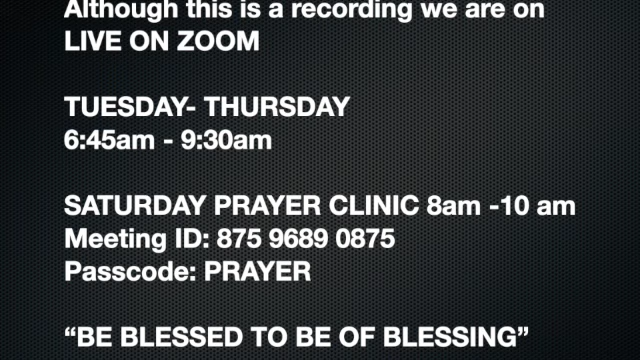 Although this is a recording we are on
LIVE ON ZOOM
TUESDAY- THURSDAY
6:45am - 9:30am
SATURDAY PRAYER CLINIC 8am -10 am
Meeting ID: 875 9689 0875
Passcode: PRAYER
“BE BLESSED TO BE OF BLESSING”